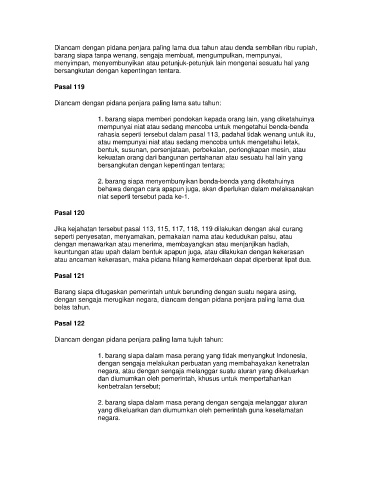 Diancam dengan pidana penjara paling lama dua tahun atau denda sembilan ribu rupiah,
barang siapa tanpa wenang, sengaja membuat, mengumpulkan, mempunyai,
menyimpan, menyembunyikan atau petunjuk-petunjuk lain mengenai sesuatu hal yang
bersangkutan dengan kepentingan tentara.
Pasal 119
Diancam dengan pidana penjara paling lama satu tahun:
1. barang siapa memberi pondokan kepada orang lain, yang diketahuinya
mempunyai niat atau sedang mencoba untuk mengetahui benda-benda
rahasia seperti tersebut dalam pasal 113, padahal tidak wenang untuk itu,
atau mempunyai niat atau sedang mencoba untuk mengetahui letak,
bentuk, susunan, persenjataan, perbekalan, perlengkapan mesin, atau
kekuatan orang dari bangunan pertahanan atau sesuatu hal lain yang
bersangkutan dengan kepentingan tentara;
2. barang siapa menyembunyikan benda-benda yang diketahuinya
behawa dengan cara apapun juga, akan diperlukan dalam melaksanakan
niat seperti tersebut pada ke-1.
Pasal 120
Jika kejahatan tersebut pasal 113, 115, 117, 118, 119 dilakukan dengan akal curang
seperti penyesatan, menyamakan, pemakaian nama atau kedudukan palsu, atau
dengan menawarkan atau menerima, membayangkan atau menjanjikan hadiah,
keuntungan atau upah dalam bentuk apapun juga, atau dilakukan dengan kekerasan
atau ancaman kekerasan, maka pidana hilang kemerdekaan dapat diperberat lipat dua.
Pasal 121
Barang siapa ditugaskan pemerintah untuk berunding dengan suatu negara asing,
dengan sengaja merugikan negara, diancam dengan pidana penjara paling lama dua
belas tahun.
Pasal 122
Diancam dengan pidana penjara paling lama tujuh tahun:
1. barang siapa dalam masa perang yang tidak menyangkut Indonesia,
dengan sengaja melakukan perbuatan yang membahayakan kenetralan
negara, atau dengan sengaja melanggar suatu aturan yang dikeluarkan
dan diumumkan oleh pemerintah, khusus untuk mempertahankan
kenbetralan tersebut;
2. barang siapa dalam masa perang dengan sengaja melanggar aturan
yang dikeluarkan dan diumumkan oleh pemerintah guna keselamatan
negara.